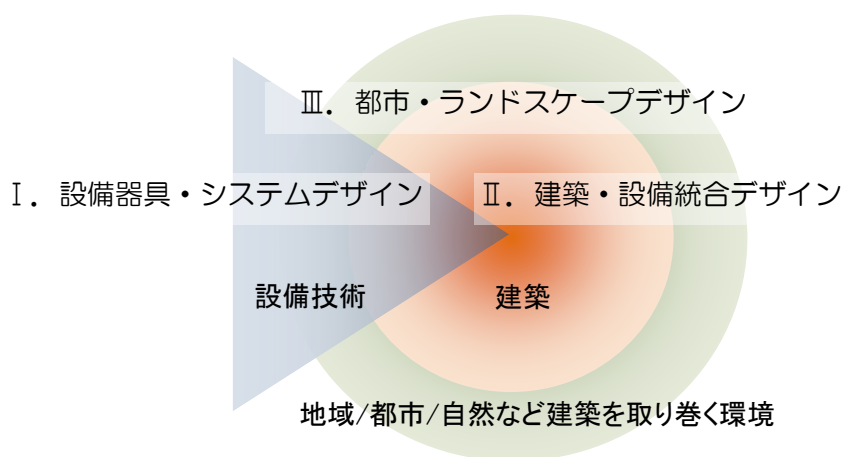 Ⅲ．都市・ランドスケープデザイン
Ⅰ．設備器具・システムデザイン
Ⅱ．建築・設備統合デザイン
設備技術
建築
地域/都市/自然など建築を取り巻く環境